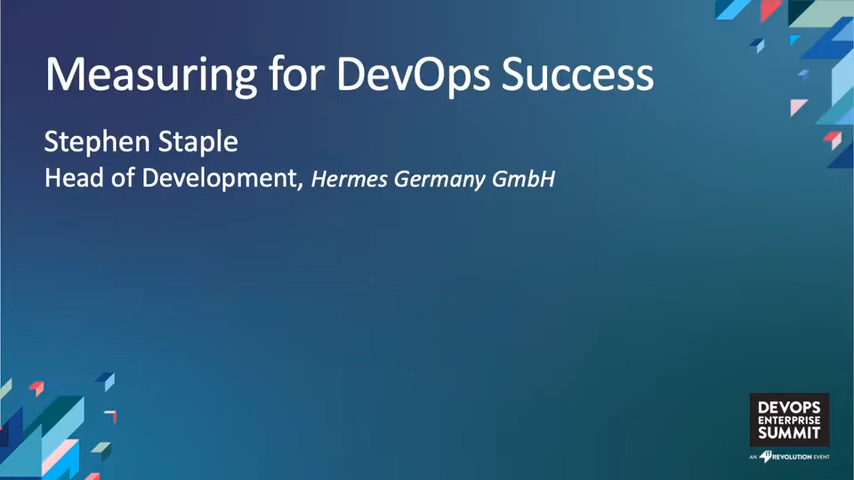 Measuring for DevOps Success
Stephen Staple
Head of Development, Hermes Germany GmbH
DEVOPS
ENTERPRISE
SUMMIT
AN IT REVOLUTION EVENT